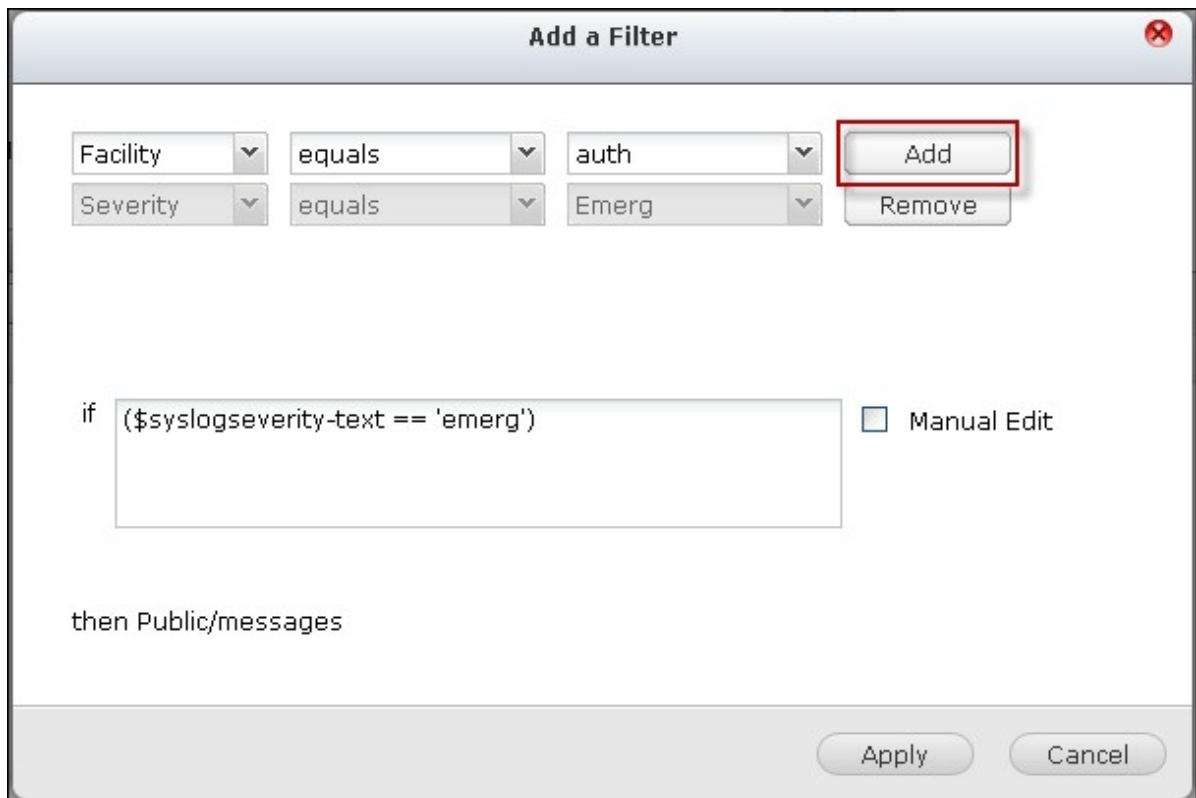 Add a Filter
Facility equals auth Add
Severity equals Emerg Remove
if ($syslogseverity-text == 'emerg') Manual Edit
then Public/messages
Apply Cancel